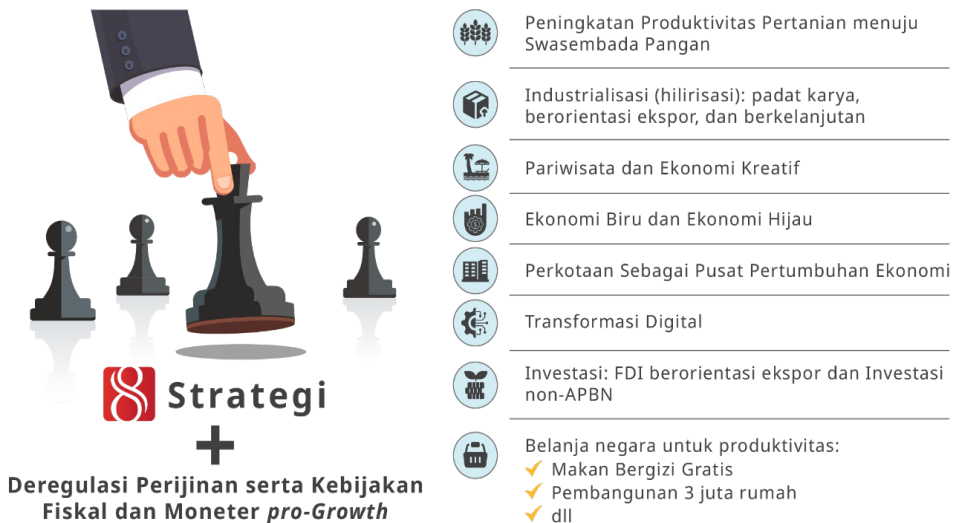 8 Strategi
+
Deregulasi Perijinan serta Kebijakan
Fiskal dan Moneter pro-Growth
Peningkatan Produktivitas Pertanian menuju
Swasembada Pangan
Industrialisasi (hilirisasi): padat karya,
berorientasi ekspor, dan berkelanjutan
Pariwisata dan Ekonomi Kreatif
Ekonomi Biru dan Ekonomi Hijau
Perkotaan Sebagai Pusat Pertumbuhan Ekonomi
Transformasi Digital
Investasi: FDI berorientasi ekspor dan Investasi
non-APBN
Belanja negara untuk produktivitas:
Makan Bergizi Gratis
Pembangunan 3 juta rumah
dll